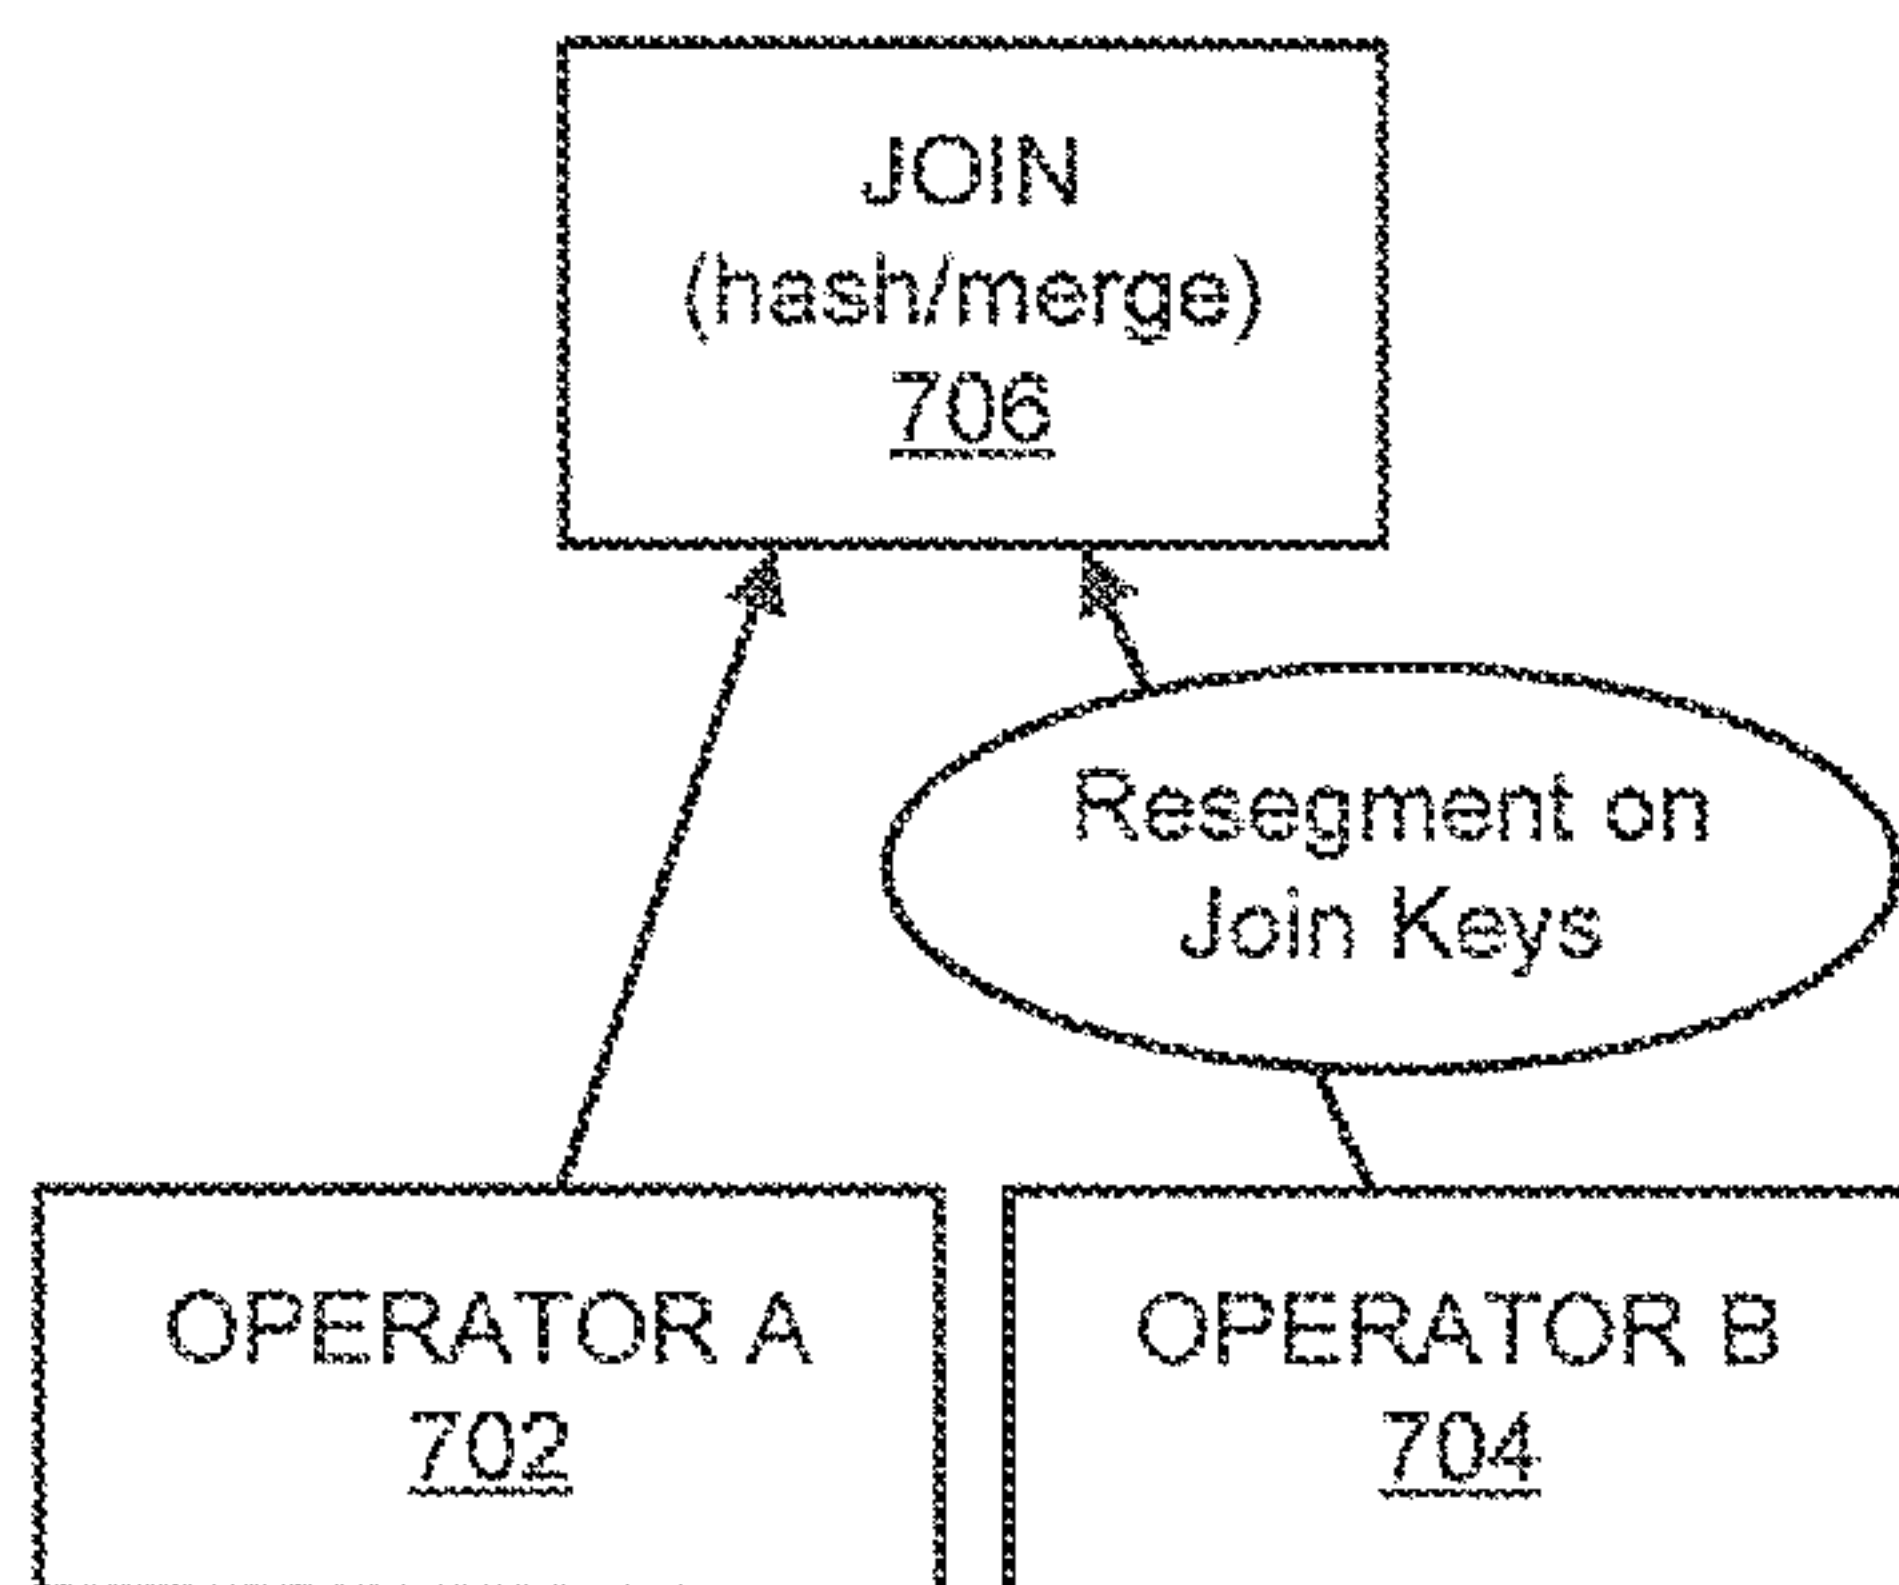 JOIN
(hash/merge)
706
Resegment on
Join Keys
OPERATOR A
702
OPERATOR B
704